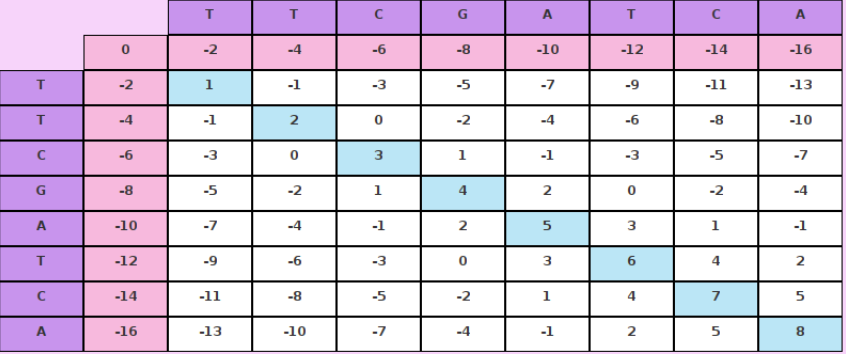 T T C G A T C A
0 -2 -4 -6 -8 -10 -12 -14 -16
T -2 1 -1 -3 -5 -7 -9 -11 -13
T -4 -1 2 0 -2 -4 -6 -8 -10
C -6 -3 0 3 1 -1 -3 -5 -7
G -8 -5 -2 1 4 2 0 -2 -4
A -10 -7 -4 -1 2 5 3 1 -1
T -12 -9 -6 -3 0 3 6 4 2
C -14 -11 -8 -5 -2 1 4 7 5
A -16 -13 -10 -7 -4 -1 2 5 8